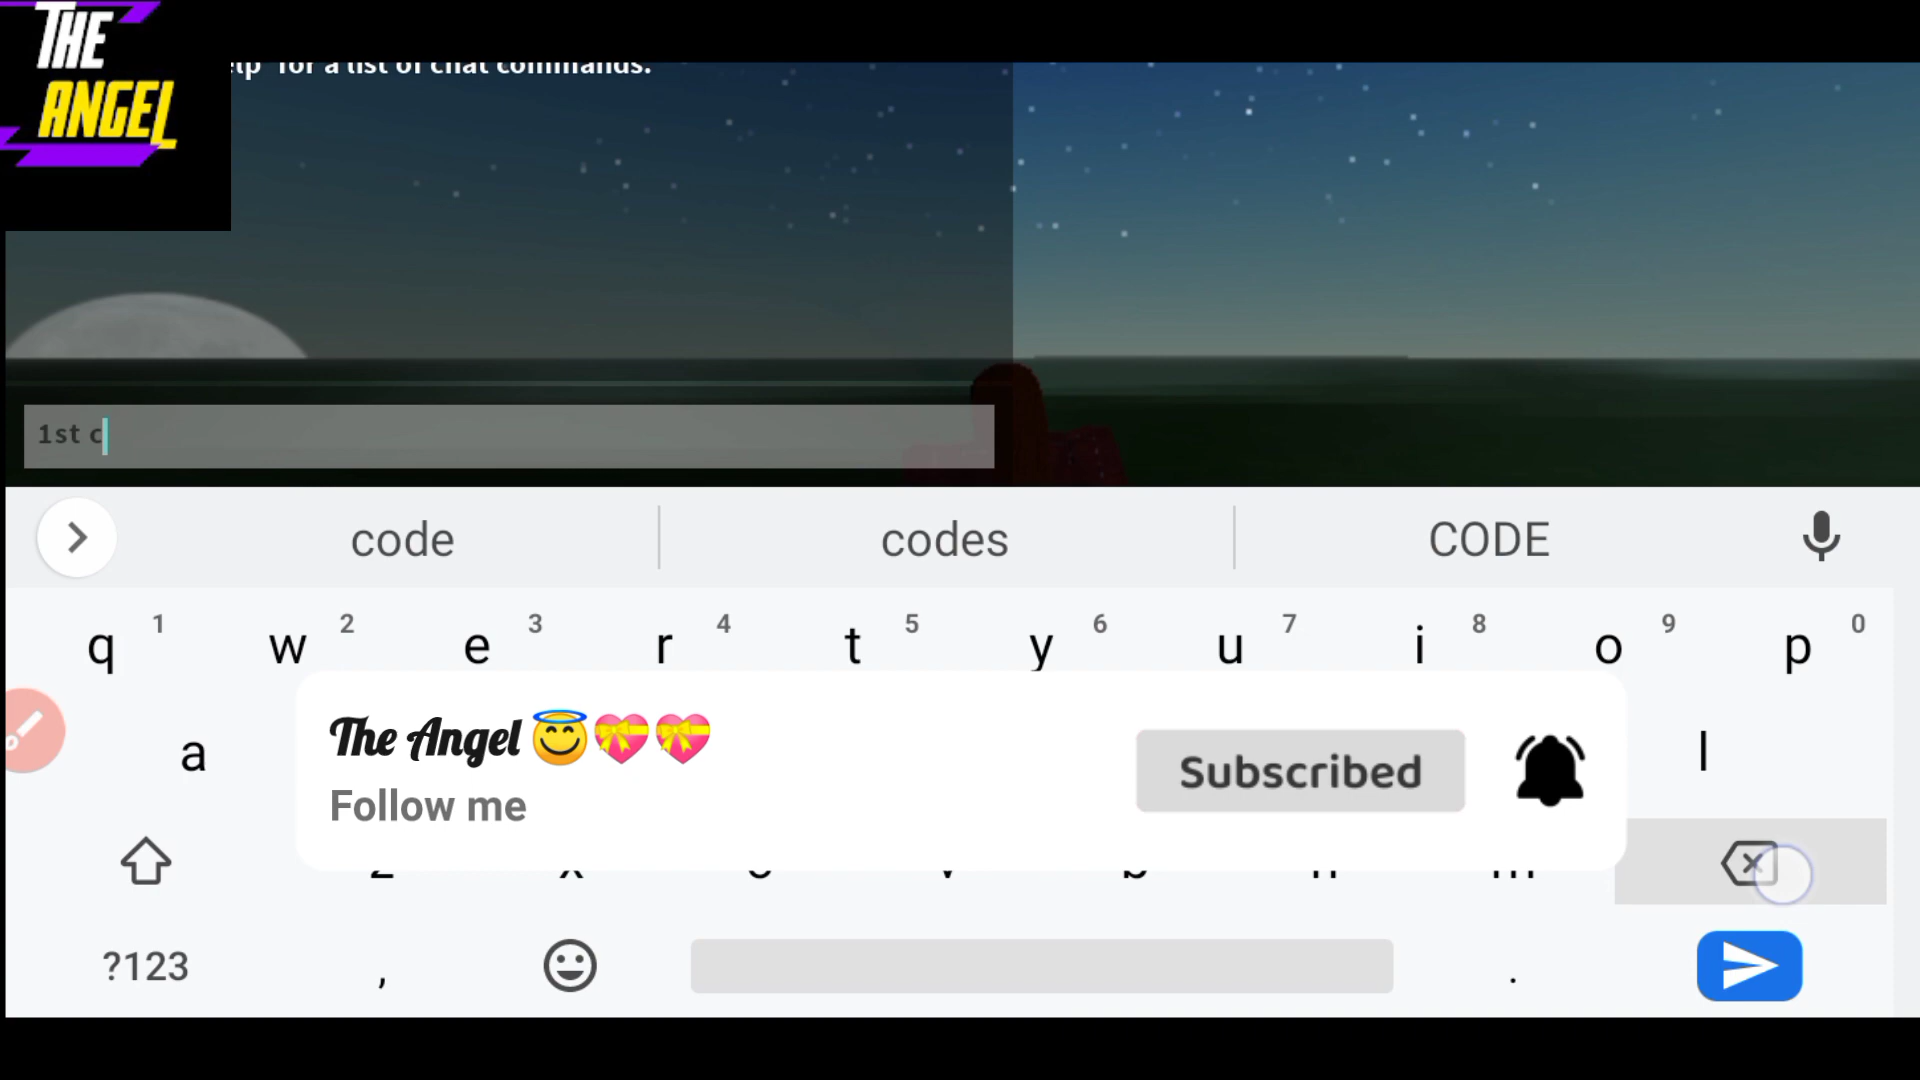 THE
ANGEL
for a list of chat commands.
1st c
code codes CODE
q 1 w 2 e 3 r 4 t 5 y 6 u 7 i 8 o 9 p 0
The Angel 😇💝💝
Subscribed
Follow me
a l
z x c v b n m
?123 , .